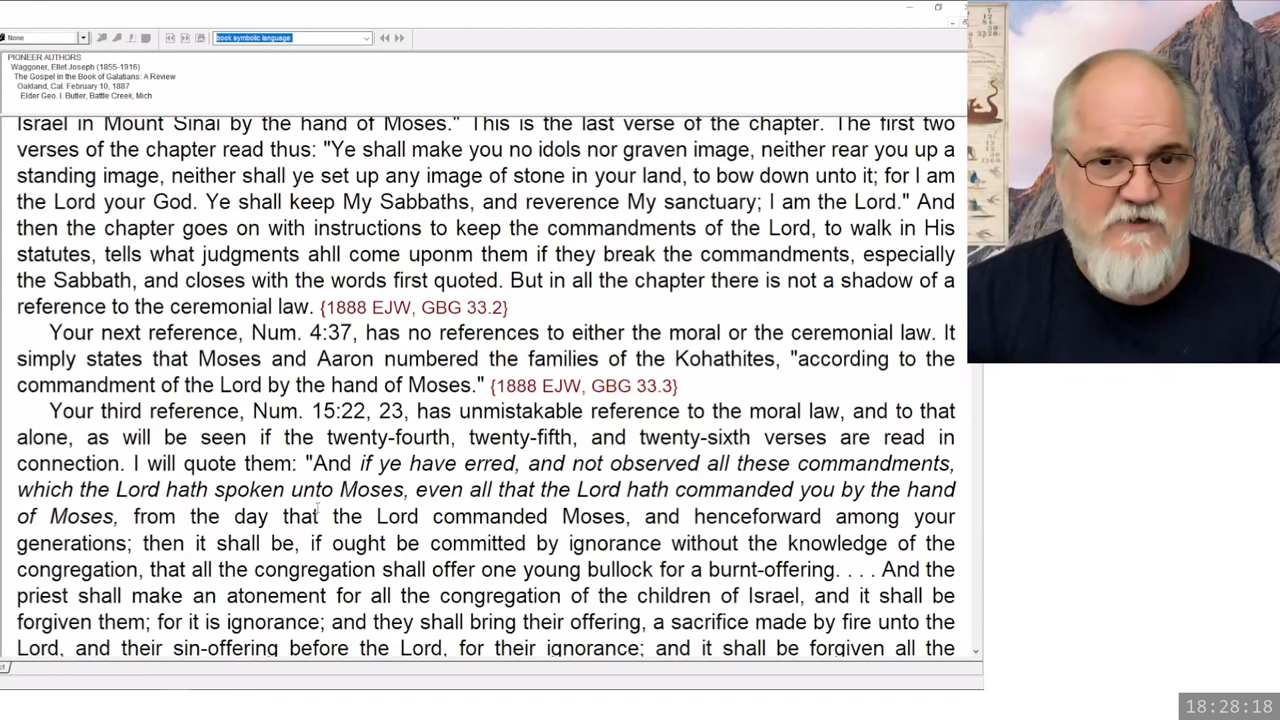 None
book symbolic language
PIONEER AUTHORS
Waggoner, Ellet Joseph (1855-1916)
The Gospel in the Book of Galatians: A Review
Oakland, Cal. February 10, 1887
Elder Geo. I. Butler, Battle Creek, Mich
Israel in Mount Sinai by the hand of Moses." This is the last verse of the chapter. The first two
verses of the chapter read thus: "Ye shall make you no idols nor graven image, neither rear you up a
standing image, neither shall ye set up any image of stone in your land, to bow down unto it; for I am
the Lord your God. Ye shall keep My Sabbaths, and reverence My sanctuary; I am the Lord." And
then the chapter goes on with instructions to keep the commandments of the Lord, to walk in His
statutes, tells what judgments ahll come uponm them if they break the commandments, especially
the Sabbath, and closes with the words first quoted. But in all the chapter there is not a shadow of a
reference to the ceremonial law. {1888 EJW, GBG 33.2}
Your next reference, Num. 4:37, has no references to either the moral or the ceremonial law. It
simply states that Moses and Aaron numbered the families of the Kohathites, "according to the
commandment of the Lord by the hand of Moses." {1888 EJW, GBG 33.3}
Your third reference, Num. 15:22, 23, has unmistakable reference to the moral law, and to that
alone, as will be seen if the twenty-fourth, twenty-fifth, and twenty-sixth verses are read in
connection. I will quote them: "And if ye have erred, and not observed all these commandments,
which the Lord hath spoken unto Moses, even all that the Lord hath commanded you by the hand
of Moses, from the day that the Lord commanded Moses, and henceforward among your
generations; then it shall be, if ought be committed by ignorance without the knowledge of the
congregation, that all the congregation shall offer one young bullock for a burnt-offering. . . . And the
priest shall make an atonement for all the congregation of the children of Israel, and it shall be
forgiven them; for it is ignorance; and they shall bring their offering, a sacrifice made by fire unto the
Lord, and their sin-offering before the Lord, for their ignorance; and it shall be forgiven all the
18:28:18